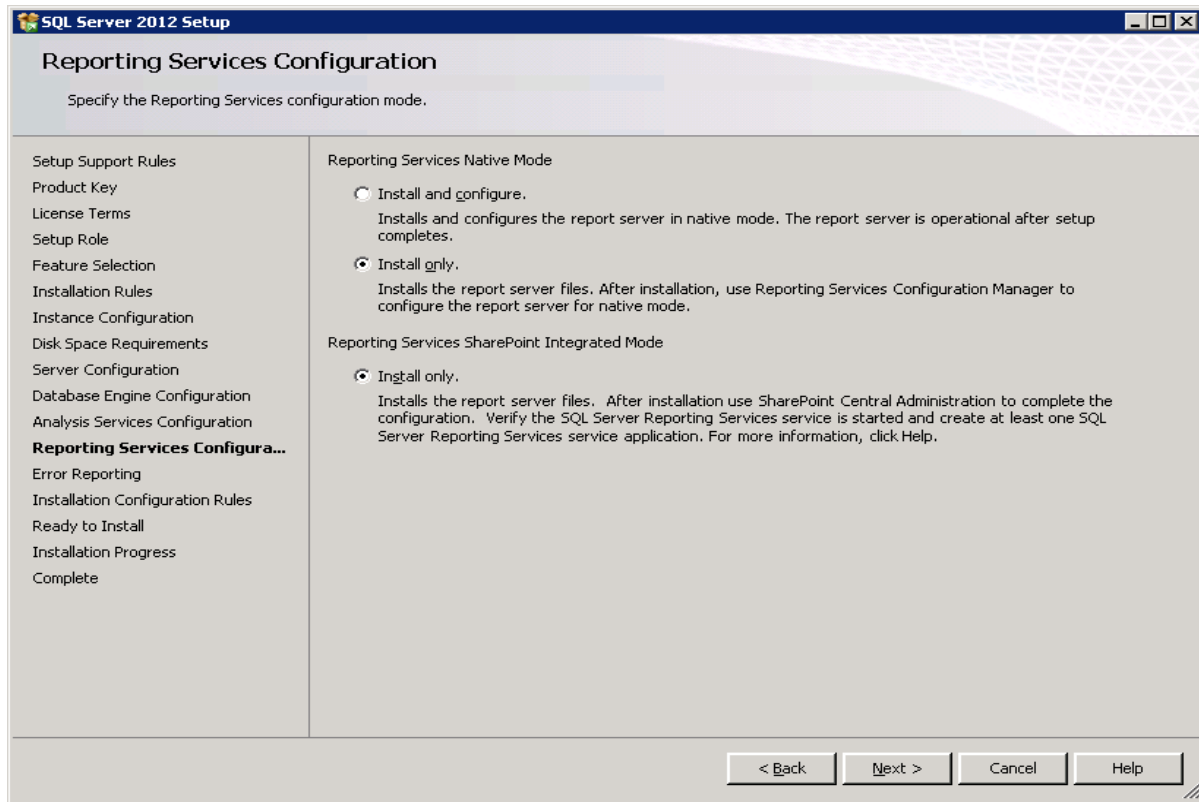 SQL Server 2012 Setup
Reporting Services Configuration
Specify the Reporting Services configuration mode.
Setup Support Rules
Product Key
License Terms
Setup Role
Feature Selection
Installation Rules
Instance Configuration
Disk Space Requirements
Server Configuration
Database Engine Configuration
Analysis Services Configuration
Reporting Services Configura...
Error Reporting
Installation Configuration Rules
Ready to Install
Installation Progress
Complete
Reporting Services Native Mode
Install and configure.
Installs and configures the report server in native mode. The report server is operational after setup
completes.
Install only.
Installs the report server files. After installation, use Reporting Services Configuration Manager to
configure the report server for native mode.
Reporting Services SharePoint Integrated Mode
Install only.
Installs the report server files. After installation use SharePoint Central Administration to complete the
configuration. Verify the SQL Server Reporting Services service is started and create at least one SQL
Server Reporting Services service application. For more information, click Help.
< Back
Next >
Cancel
Help